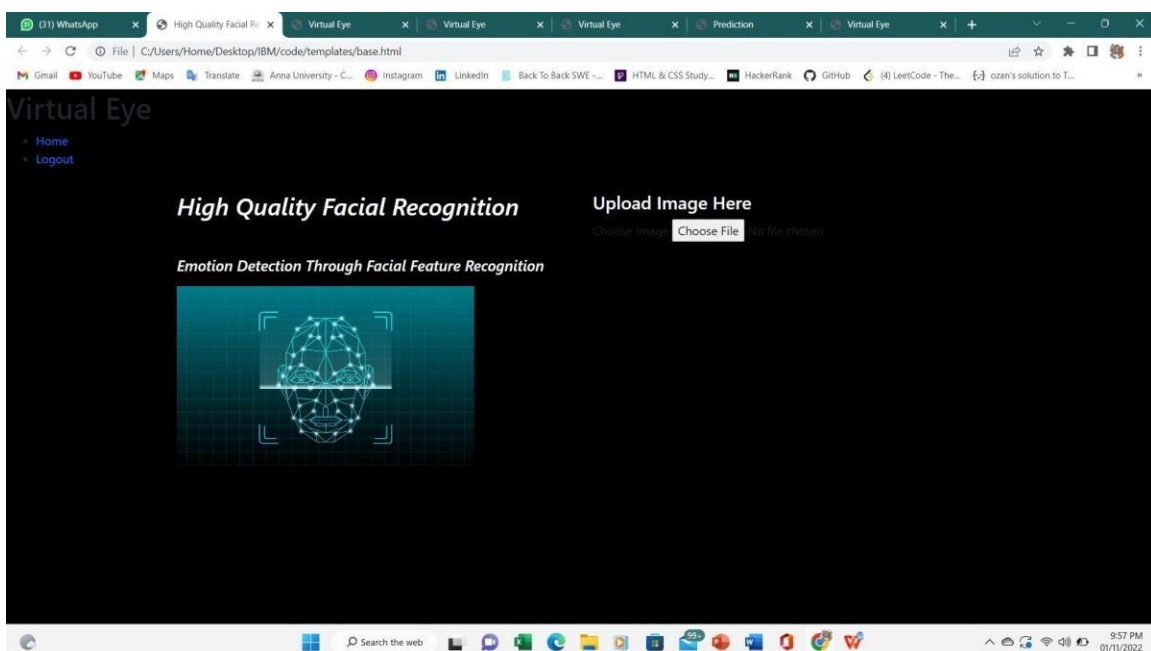 (31) WhatsApp
High Quality Facial Re
Virtual Eye
Virtual Eye
Virtual Eye
Prediction
Virtual Eye
File | C:/Users/Home/Desktop/IBM/code/templates/base.html
Gmail
YouTube
Maps
Translate
Anna University - C...
Instagram
LinkedIn
Back To Back SWE -...
HTML & CSS Study...
HackerRank
GitHub
(4) LeetCode - The...
ozan's solution to T...
Virtual Eye
Home
Logout
High Quality Facial Recognition
Upload Image Here
Choose Image Choose File No file chosen
Emotion Detection Through Facial Feature Recognition
Search the web
99+
9:57 PM
01/11/2022